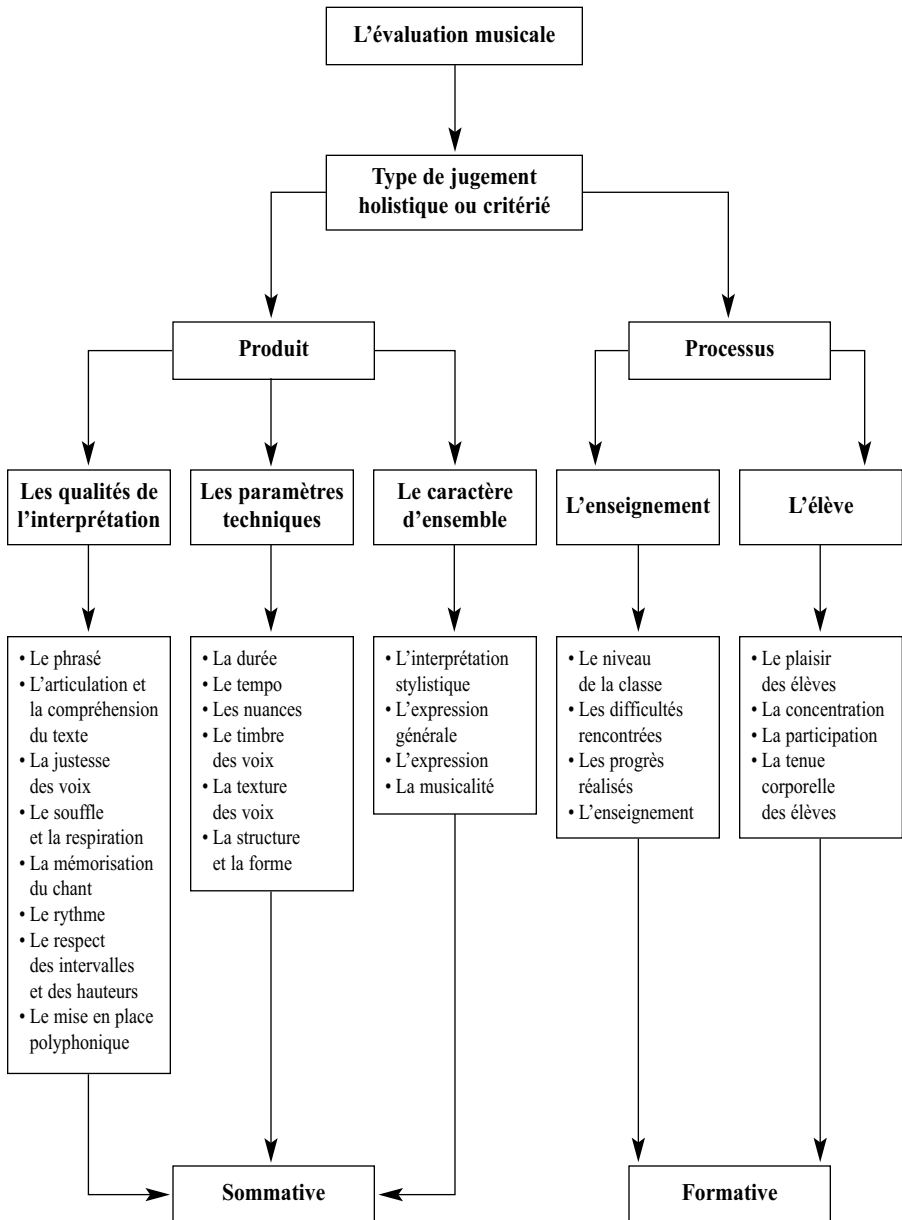 L’évaluation musicale
Type de jugement
holistique ou critérié
Produit
Processus
Les qualités de
l’interprétation
Les paramètres
techniques
Le caractère
d’ensemble
L’enseignement
L’élève
• Le phrasé
• L’articulation et
la compréhension
du texte
• La justesse
des voix
• Le souffle
et la respiration
• La mémorisation
du chant
• Le rythme
• Le respect
des intervalles
et des hauteurs
• Le mise en place
polyphonique
• La durée
• Le tempo
• Les nuances
• Le timbre
des voix
• La texture
des voix
• La structure
et la forme
• L’interprétation
stylistique
• L’expression
générale
• L’expression
• La musicalité
• Le niveau
de la classe
• Les difficultés
rencontrées
• Les progrès
réalisés
• L’enseignement
• Le plaisir
des élèves
• La concentration
• La participation
• La tenue
corporelle
des élèves
Sommative
Formative